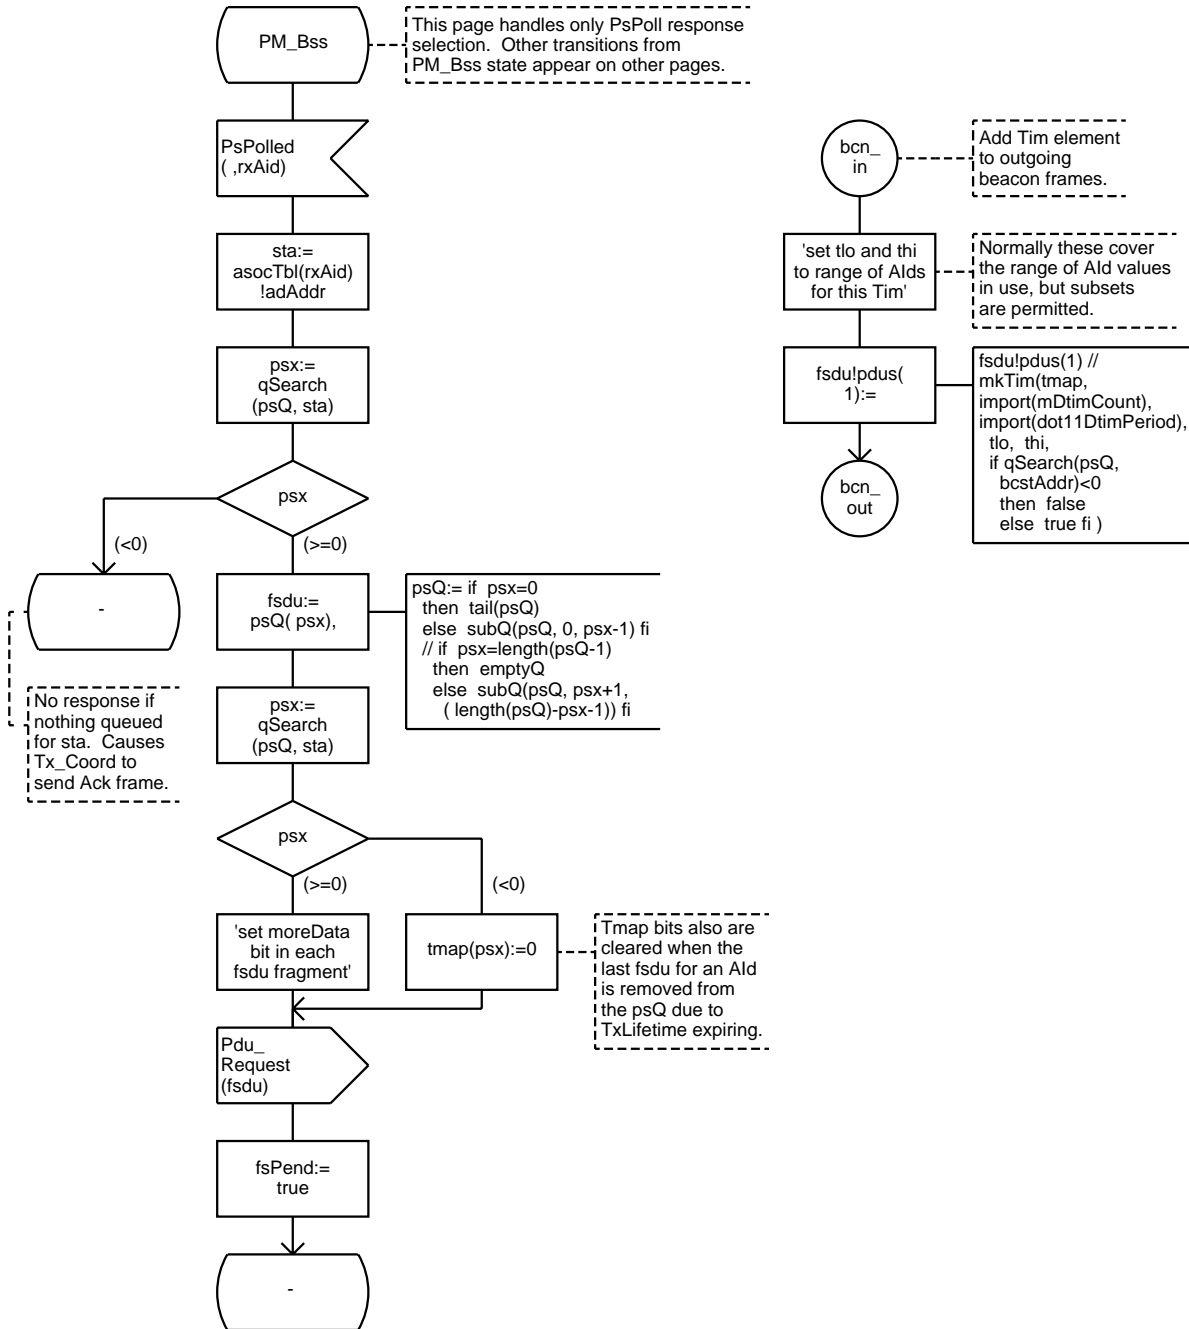 PM_Bss
This page handles only PsPoll response
selection. Other transitions from
PM_Bss state appear on other pages.
PsPolled
( ,rxAid)
sta:=
asocTbl(rxAid)
!adAddr
psx:=
qSearch
(psQ, sta)
psx
(<0)
(>=0)
-
No response if
nothing queued
for sta. Causes
Tx_Coord to
send Ack frame.
fsdu:=
psQ( psx),
psQ:= if psx=0
then tail(psQ)
else subQ(psQ, 0, psx-1) fi
// if psx=length(psQ-1)
then emptyQ
else subQ(psQ, psx+1,
( length(psQ)-psx-1)) fi
psx:=
qSearch
(psQ, sta)
psx
(>=0)
(<0)
'set moreData
bit in each
fsdu fragment'
tmap(psx):=0
Tmap bits also are
cleared when the
last fsdu for an AId
is removed from
the psQ due to
TxLifetime expiring.
Pdu_
Request
(fsdu)
fsPend:=
true
-
bcn_
in
Add Tim element
to outgoing
beacon frames.
'set tlo and thi
to range of AIds
for this Tim'
Normally these cover
the range of AId values
in use, but subsets
are permitted.
fsdu!pdus(
1):=
fsdu!pdus(1) //
mkTim(tmap,
import(mDtimCount),
import(dot11DtimPeriod),
tlo, thi,
if qSearch(psQ,
bcstAddr)<0
then false
else true fi )
bcn_
out